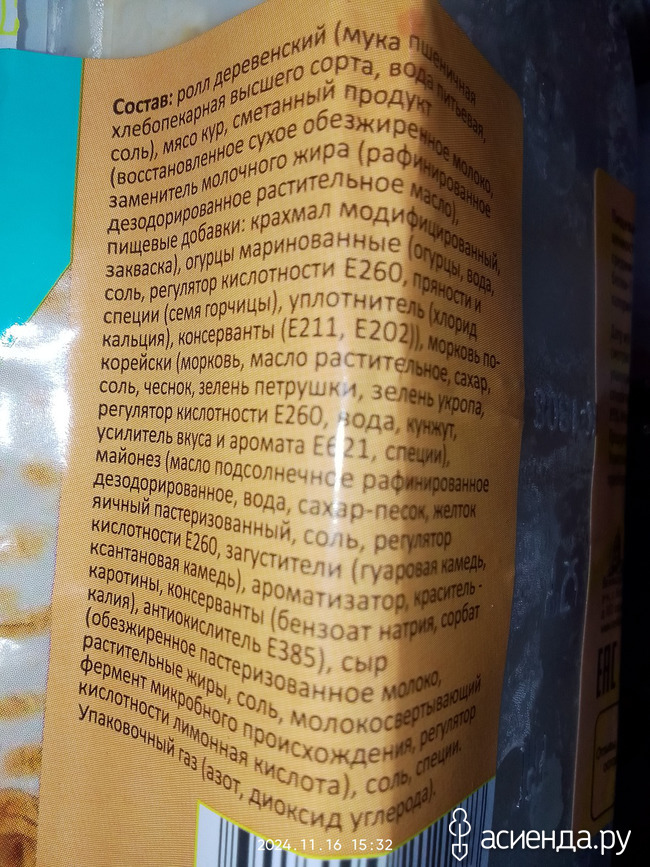 Состав: ролл деревенский (мука пшеничная
хлебопекарная высшего сорта, вода питьевая,
соль), мясо кур, сметанный продукт
(восстановленное сухое обезжиренное молоко,
заменитель молочного жира (рафинированное
дезодорированное растительное масло),
пищевые добавки: крахмал модифицированный,
закваска), огурцы маринованные (огурцы, вода,
соль, регулятор кислотности Е260, пряности и
специи (семя горчицы), уплотнитель (хлорид
кальция), консерванты (Е211, Е202)), морковь по-
корейски (морковь, масло растительное, сахар,
соль, чеснок, зелень петрушки, зелень укропа,
регулятор кислотности Е260, вода, кунжут,
усилитель вкуса и аромата Е621, специи),
майонез (масло подсолнечное рафинированное
дезодорированное, вода, сахар-песок, желток
яичный пастеризованный, соль, регулятор
кислотности Е260, загустители (гуаровая камедь,
ксантановая камедь), ароматизатор, краситель -
каротины, консерванты (бензоат натрия, сорбат
калия), антиокислитель Е385), сыр
(обезжиренное пастеризованное молоко,
растительные жиры, соль, молокосвертывающий
фермент микробного происхождения, регулятор
кислотности лимонная кислота), соль, специи.
Упаковочный газ (азот, диоксид углерода).
EAC
2024.11.16 15:32
асиенда.ру